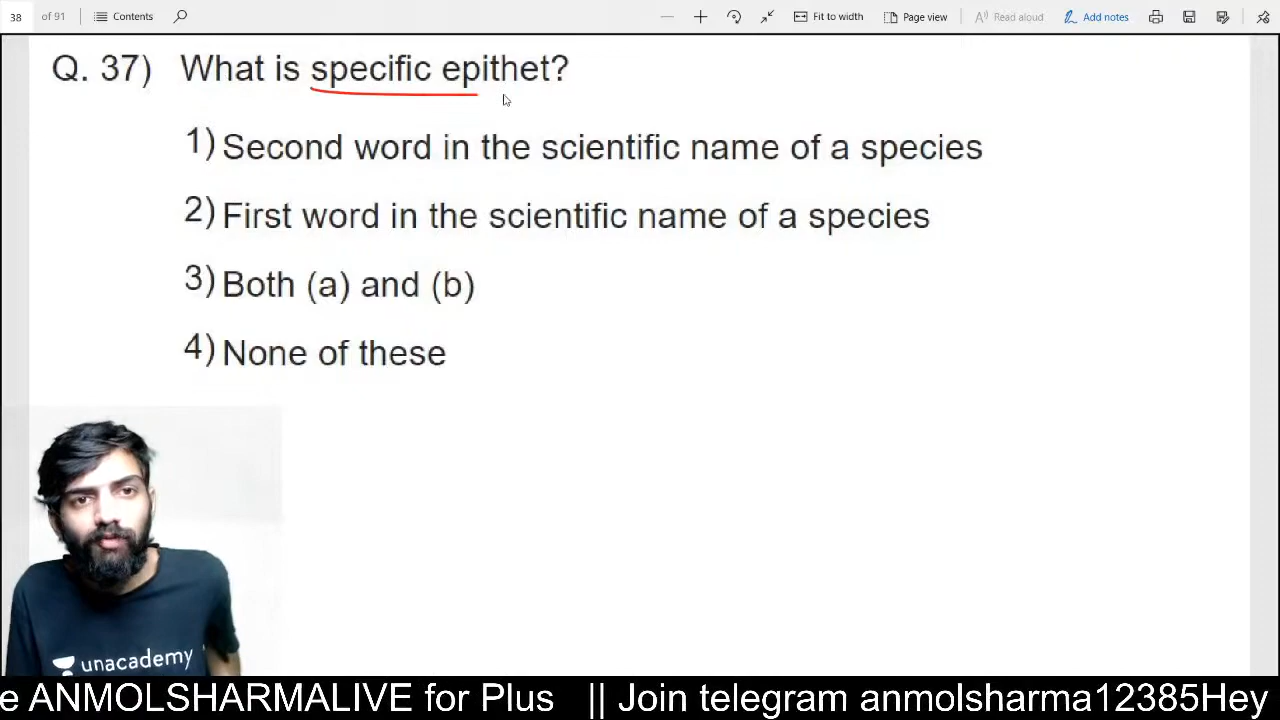 38 of 91 Contents Fit to width Page view Read aloud Add notes
Q. 37) What is specific epithet?
1) Second word in the scientific name of a species
2) First word in the scientific name of a species
3) Both (a) and (b)
4) None of these
unacademy
e ANMOLSHARMALIVE for Plus || Join telegram anmolsharma12385Hey